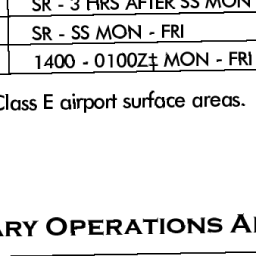 SR - 3 HRS AFTER SS MON
SR - SS MON - FRI
1400 - 0100Z‡ MON - FRI
Class E airport surface areas.
ARY OPERATIONS A